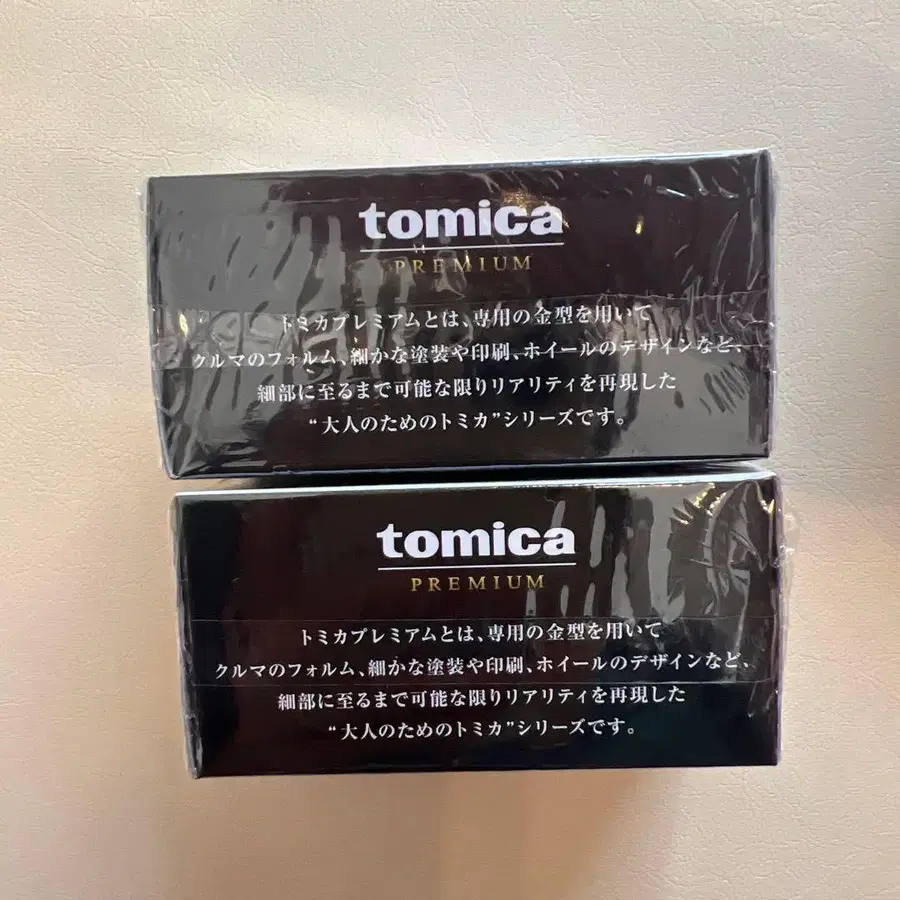 tomica
PREMIUM
トミカプレミアムとは、専用の金型を用いて
クルマのフォルム、細かな塗装や印刷、ホイールのデザインなど、
細部に至るまで可能な限りリアリティを再現した
“大人のためのトミカ”シリーズです。
tomica
PREMIUM
トミカプレミアムとは、専用の金型を用いて
クルマのフォルム、細かな塗装や印刷、ホイールのデザインなど、
細部に至るまで可能な限りリアリティを再現した
“大人のためのトミカ”シリーズです。